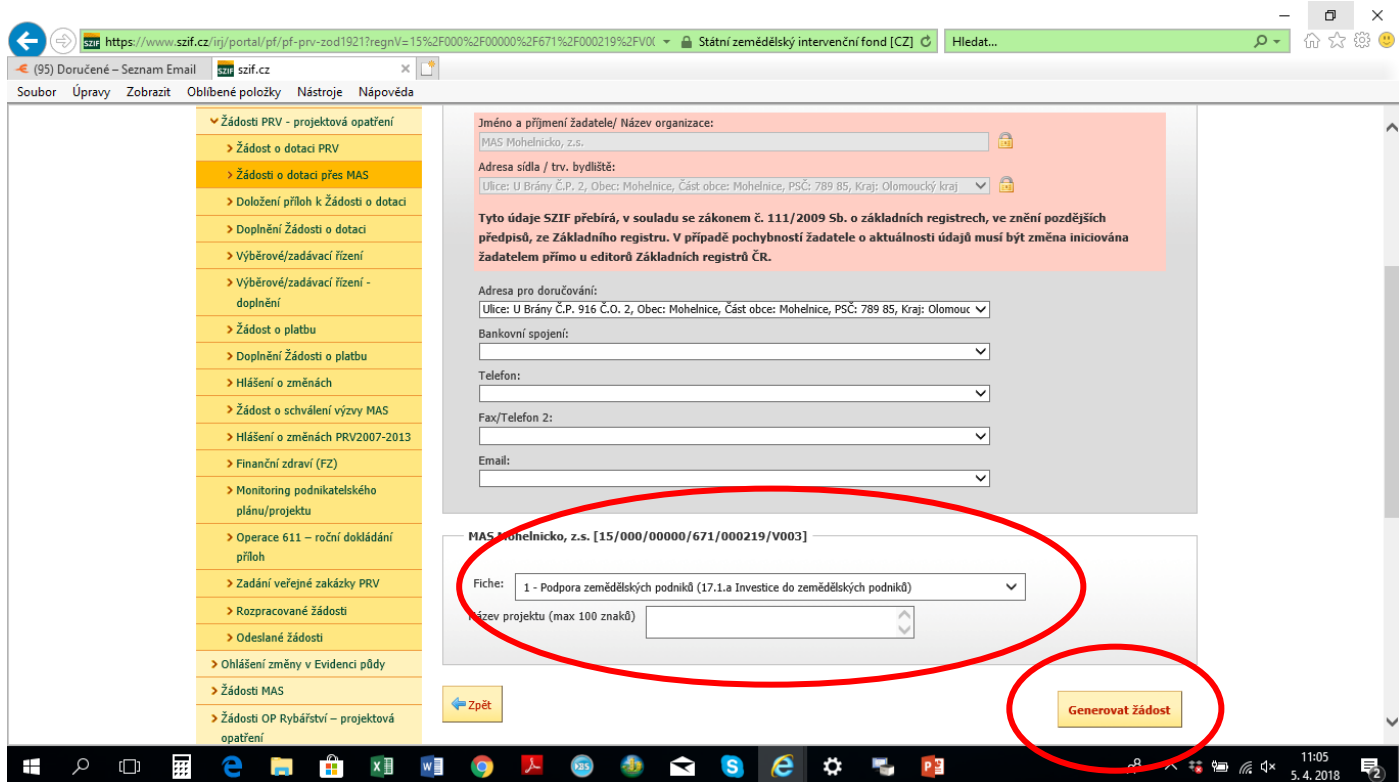 https://www.szif.cz/irj/portal/pf/pf-prv-zod1921?regnV=15%2F000%2F00000%2F671%2F000219%2FV0( Státní zemědělský intervenční fond [CZ] Hledat...
(95) Doručené – Seznam Email szif.cz
Soubor Úpravy Zobrazit Oblíbené položky Nástroje Nápověda
Žádosti PRV - projektová opatření
Žádost o dotaci PRV
Žádosti o dotaci přes MAS
Doložení příloh k Žádosti o dotaci
Doplnění Žádosti o dotaci
Výběrové/zadávací řízení
Výběrové/zadávací řízení -
doplnění
Žádost o platbu
Doplnění Žádosti o platbu
Hlášení o změnách
Žádost o schválení výzvy MAS
Hlášení o změnách PRV2007-2013
Finanční zdraví (FZ)
Monitoring podnikatelského
plánu/projektu
Operace 611 – roční dokládání
příloh
Zadání veřejné zakázky PRV
Rozpracované žádosti
Odeslané žádosti
Ohlášení změny v Evidenci půdy
Žádosti MAS
Žádosti OP Rybářství – projektová
opatření
Jméno a příjmení žadatele/ Název organizace:
MAS Mohelnicko, z.s.
Adresa sídla / trv. bydliště:
Ulice: U Brány Č.P. 2, Obec: Mohelnice, Část obce: Mohelnice, PSČ: 789 85, Kraj: Olomoucký kraj
Tyto údaje SZIF přebírá, v souladu se zákonem č. 111/2009 Sb. o základních registrech, ve znění pozdějších
předpisů, ze Základního registru. V případě pochybností žadatele o aktuálnosti údajů musí být změna iniciována
žadatelem přímo u editorů Základních registrů ČR.
Adresa pro doručování:
Ulice: U Brány Č.P. 916 Č.O. 2, Obec: Mohelnice, Část obce: Mohelnice, PSČ: 789 85, Kraj: Olomouc
Bankovní spojení:
Telefon:
Fax/Telefon 2:
Email:
MAS Mohelnicko, z.s. [15/000/00000/671/000219/V003]
Fiche: 1 - Podpora zemědělských podniků (17.1.a Investice do zemědělských podniků)
Název projektu (max 100 znaků)
Zpět
Generovat žádost
11:05
5. 4. 2018